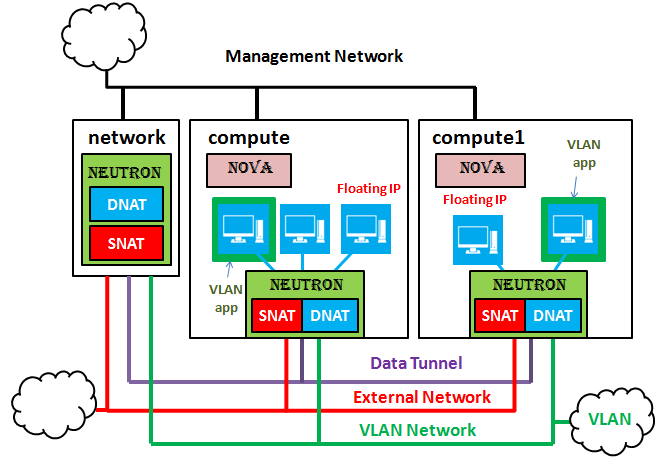 Management Network
network
NEUTRON
DNAT
SNAT
compute
NOVA
Floating IP
VLAN
app
NEUTRON
SNAT DNAT
compute1
NOVA
VLAN
app
Floating IP
NEUTRON
SNAT DNAT
Data Tunnel
External Network
VLAN Network
VLAN